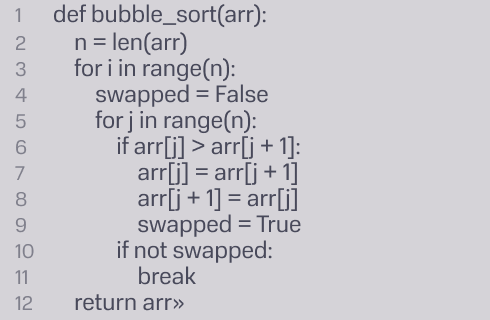 1 def bubble_sort(arr):
2     n = len(arr)
3     for i in range(n):
4         swapped = False
5         for j in range(n):
6             if arr[j] > arr[j + 1]:
7                 arr[j] = arr[j + 1]
8                 arr[j + 1] = arr[j]
9                 swapped = True
10             if not swapped:
11                 break
12     return arr»